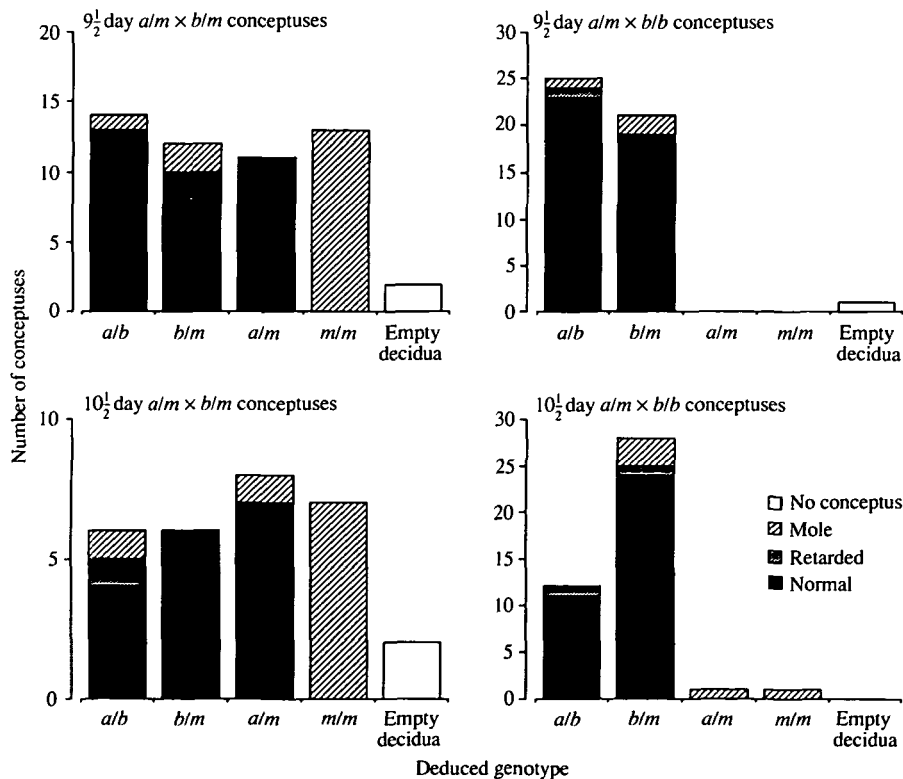 9½ day a/m × b/m conceptuses
20
15
10
5
0
a/b b/m a/m m/m Empty decidua
9½ day a/m × b/b conceptuses
30
25
20
15
10
5
0
a/b b/m a/m m/m Empty decidua
Number of conceptuses
10½ day a/m × b/m conceptuses
10
5
0
a/b b/m a/m m/m Empty decidua
10½ day a/m × b/b conceptuses
30
25
20
15
10
5
0
No conceptus
Mole
Retarded
Normal
a/b b/m a/m m/m Empty decidua
Deduced genotype